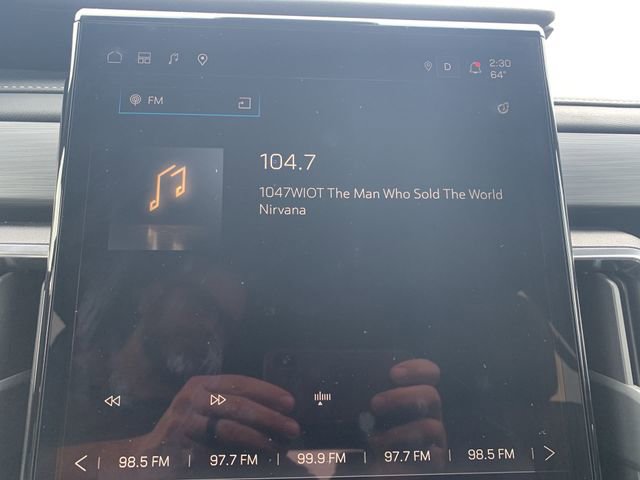 D
2:30
64°
FM
104.7
1047WIOT The Man Who Sold The World
Nirvana
98.5 FM | 97.7 FM | 99.9 FM | 97.7 FM | 98.5 FM